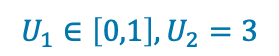 U₁ ∈ [0,1], U₂ = 3